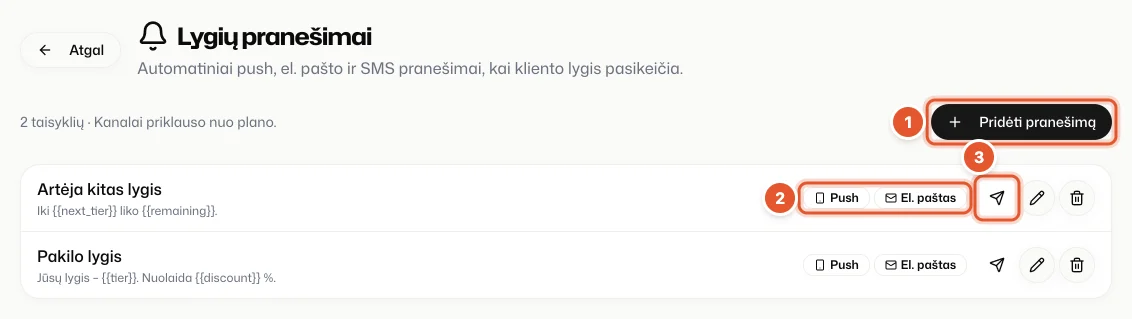 Atgal
Lygių pranešimai
Automatiniai push, el. pašto ir SMS pranešimai, kai kliento lygis pasikeičia.
2 taisyklių · Kanalai priklauso nuo plano.
1
+ Pridėti pranešimą
3
Artėja kitas lygis
Iki {{next_tier}} liko {{remaining}}.
2
Push
El. paštas
Pakilo lygis
Jūsų lygis – {{tier}}. Nuolaida {{discount}} %.
Push
El. paštas